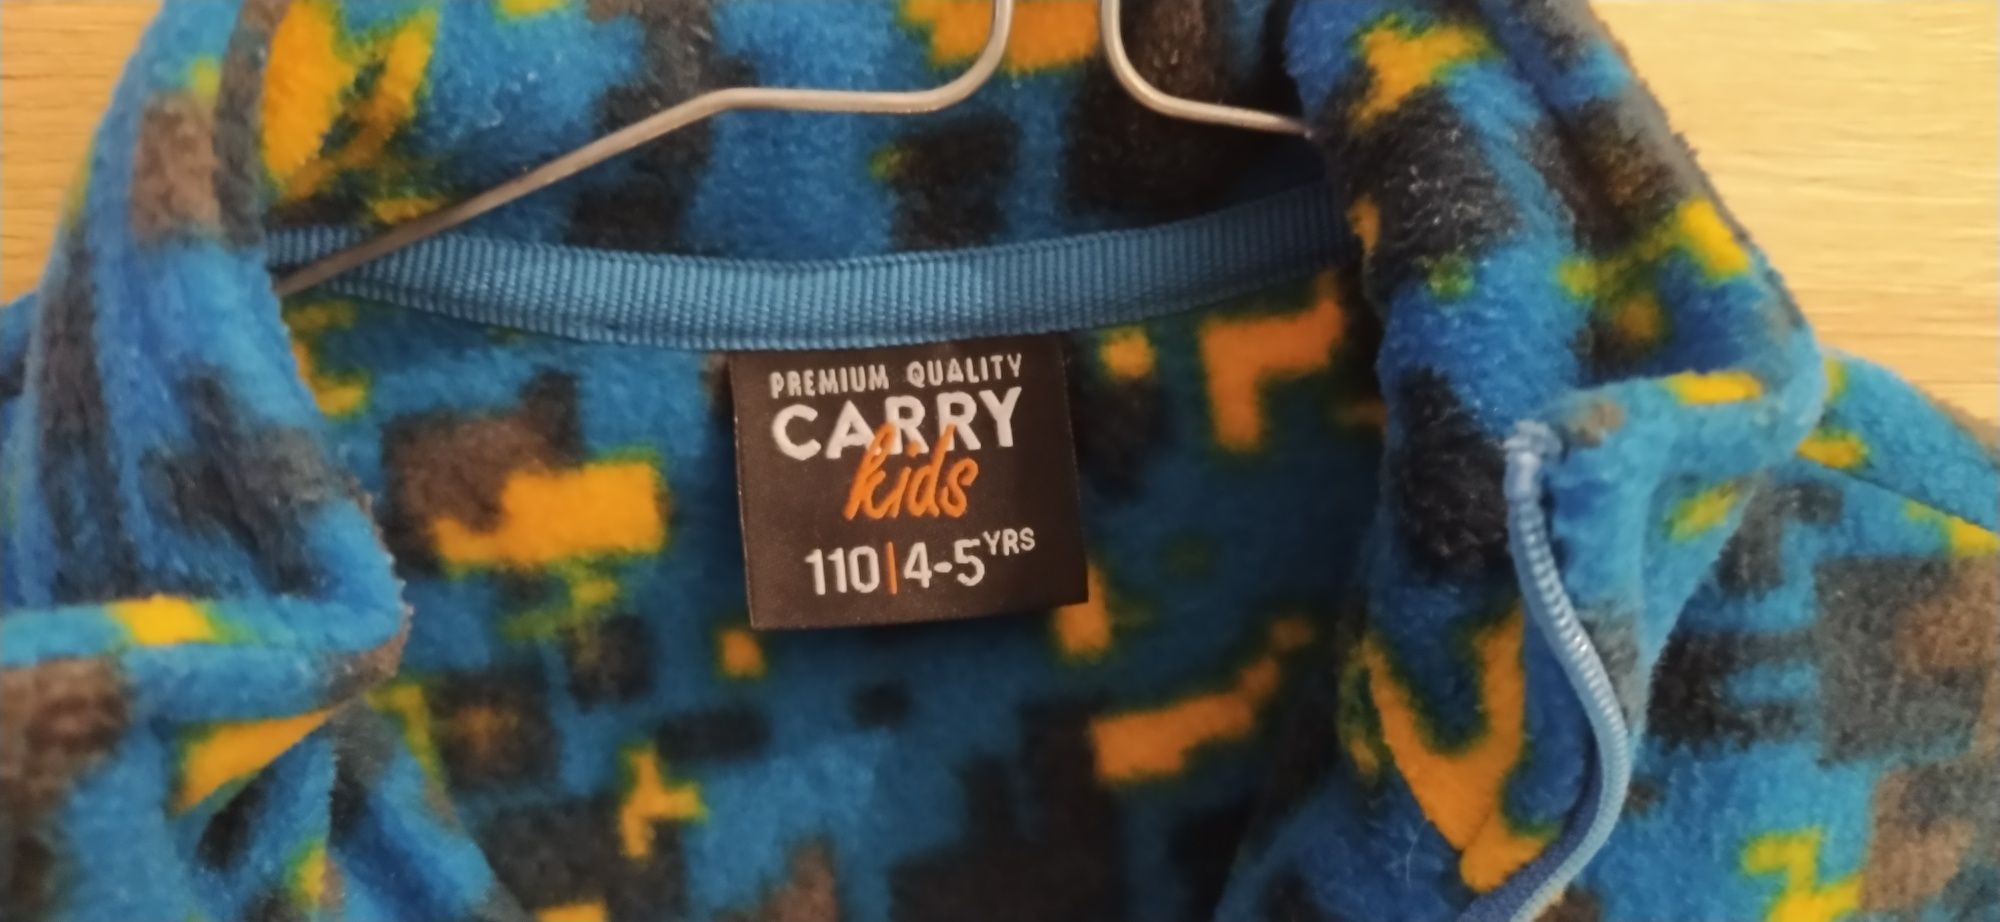 PREMIUM QUALITY
CARRY
kids
110|4-5YRS